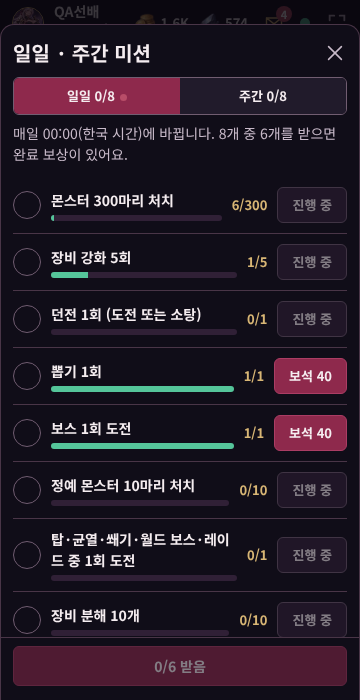 QA선배
1.6K
574
4
일일 · 주간 미션
일일 0/8
주간 0/8
매일 00:00(한국 시간)에 바뀝니다. 8개 중 6개를 받으면
완료 보상이 있어요.
몬스터 300마리 처치
6/300
진행 중
장비 강화 5회
1/5
진행 중
던전 1회 (도전 또는 소탕)
0/1
진행 중
뽑기 1회
1/1
보석 40
보스 1회 도전
1/1
보석 40
정예 몬스터 10마리 처치
0/10
진행 중
탑·균열·쐐기·월드 보스·레이
드 중 1회 도전
0/1
진행 중
장비 분해 10개
0/10
진행 중
0/6 받음